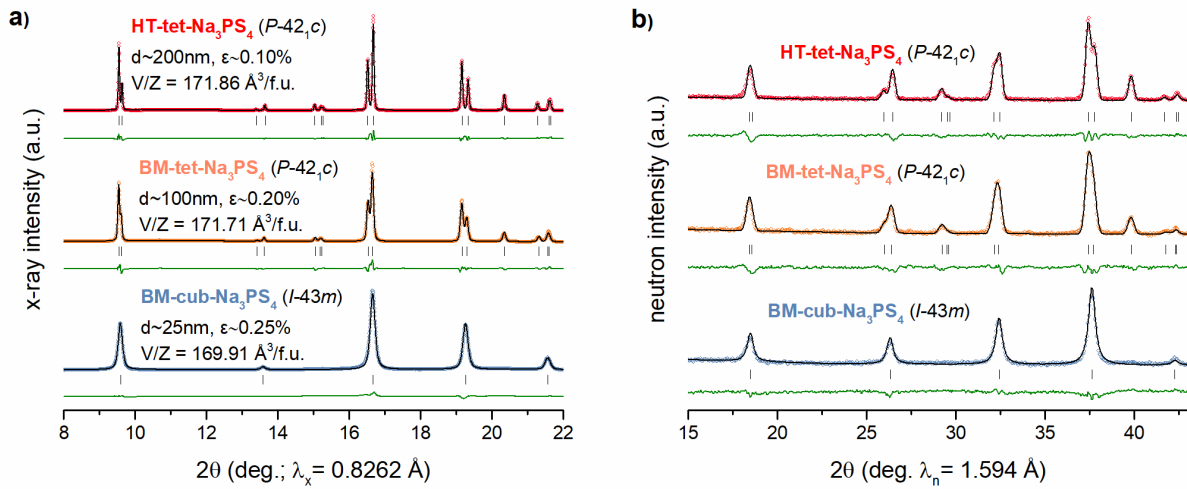 a)
x-ray intensity (a.u.)
HT-tet-Na₃PS₄ (P-42₁c)
d~200nm, ε~0.10%
V/Z = 171.86 Å³/f.u.
BM-tet-Na₃PS₄ (P-42₁c)
d~100nm, ε~0.20%
V/Z = 171.71 Å³/f.u.
BM-cub-Na₃PS₄ (I-43m)
d~25nm, ε~0.25%
V/Z = 169.91 Å³/f.u.
8 10 12 14 16 18 20 22
2θ (deg.; λₓ= 0.8262 Å)
b)
neutron intensity (a.u.)
HT-tet-Na₃PS₄ (P-42₁c)
BM-tet-Na₃PS₄ (P-42₁c)
BM-cub-Na₃PS₄ (I-43m)
15 20 25 30 35 40
2θ (deg. λₙ = 1.594 Å)